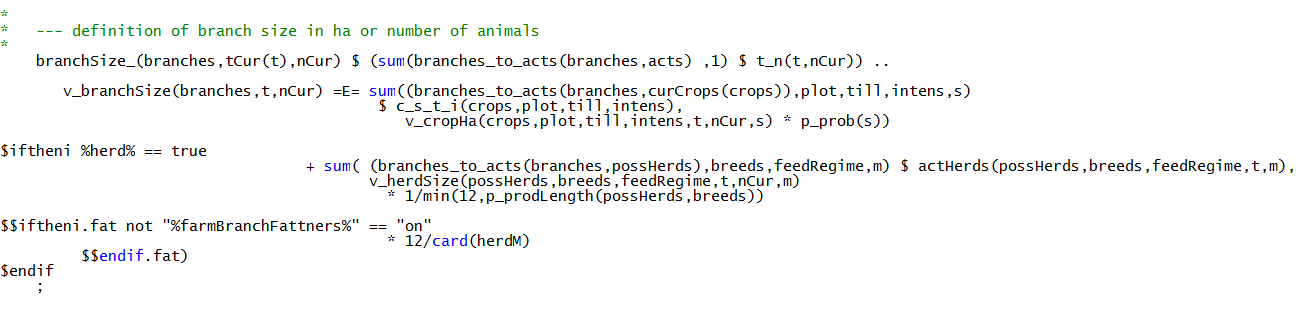 *
*   --- definition of branch size in ha or number of animals
*
    branchSize_(branches,tCur(t),nCur) $ (sum(branches_to_acts(branches,acts) ,1) $ t_n(t,nCur)) ..
       v_branchSize(branches,t,nCur) =E= sum((branches_to_acts(branches,curCrops(crops)),plot,till,intens,s)
                                          $ c_s_t_i(crops,plot,till,intens),
                                             v_cropHa(crops,plot,till,intens,t,nCur,s) * p_prob(s))
$iftheni %herd% == true
                                  + sum( (branches_to_acts(branches,possHerds),breeds,feedRegime,m) $ actHerds(possHerds,breeds,feedRegime,t,m),
                                         v_herdSize(possHerds,breeds,feedRegime,t,nCur,m)
                                           * 1/min(12,p_prodLength(possHerds,breeds))
$$iftheni.fat not "%farmBranchFattners%" == "on"
                                           * 12/card(herdM)
         $$endif.fat)
$endif
    ;